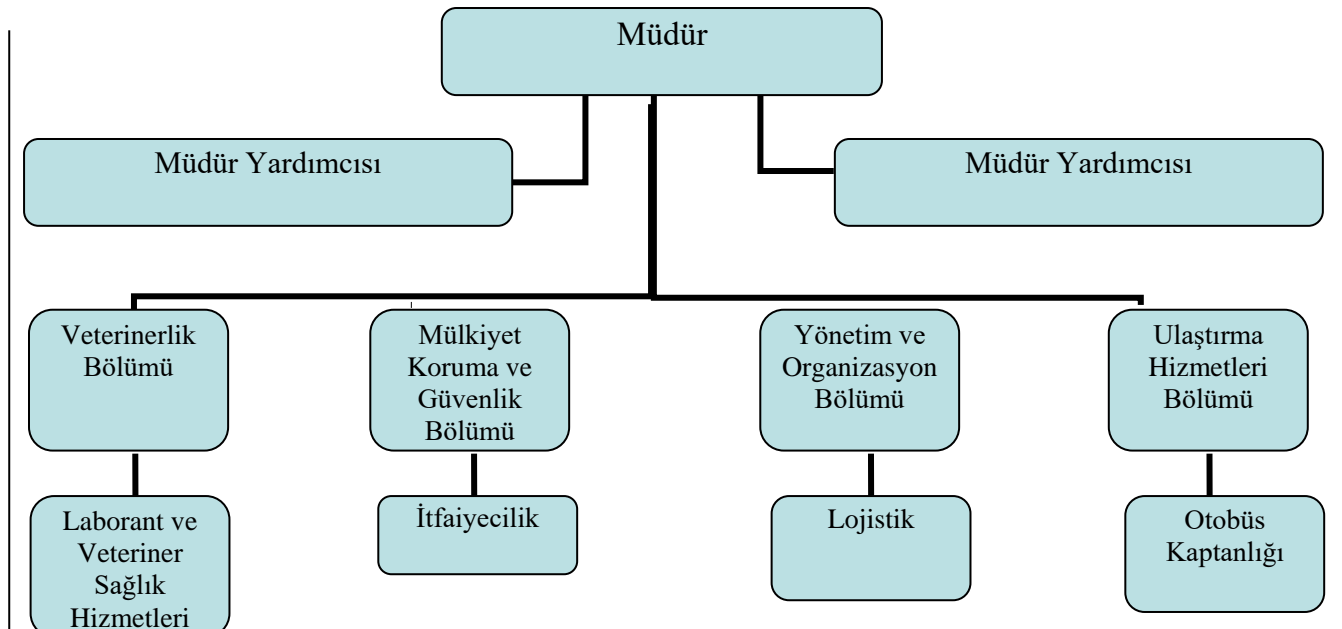 Müdür
Müdür Yardımcısı
Müdür Yardımcısı
Veterinerlik
Bölümü
Mülkiyet
Koruma ve
Güvenlik
Bölümü
Yönetim ve
Organizasyon
Bölümü
Ulaştırma
Hizmetleri
Bölümü
Laborant ve
Veteriner
Sağlık
Hizmetleri
İtfaiyecilik
Lojistik
Otobüs
Kaptanlığı